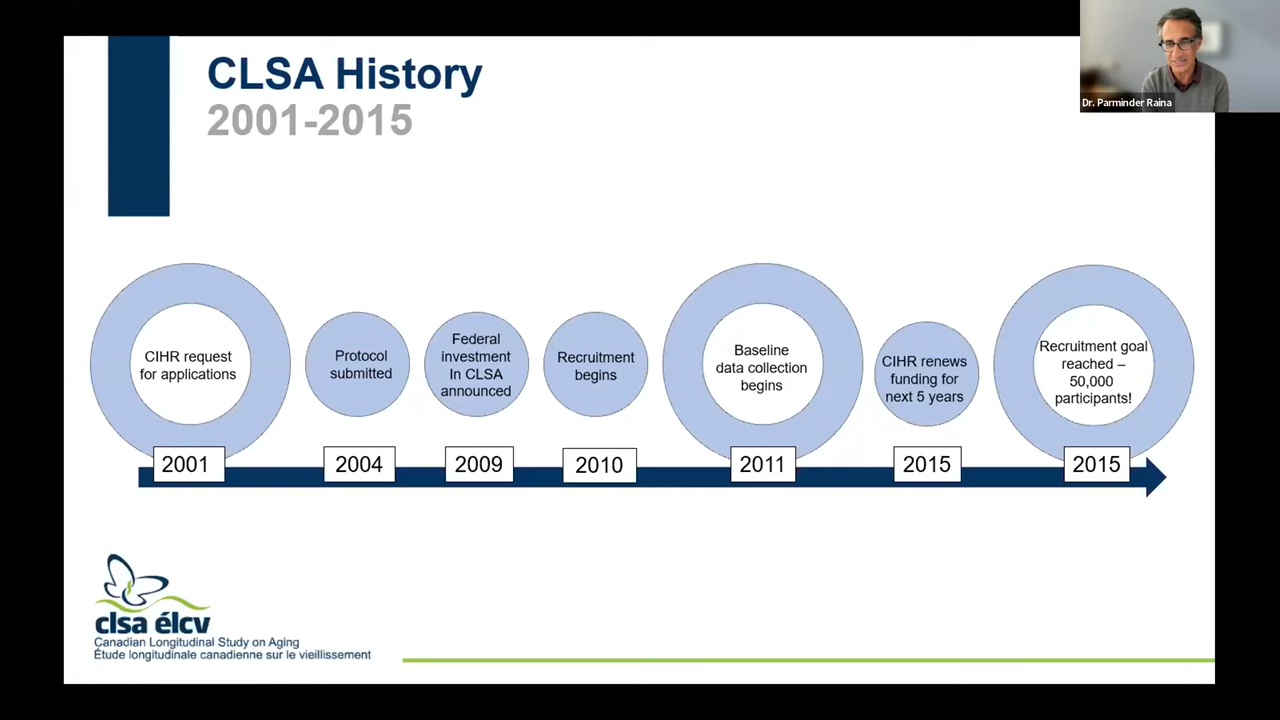 CLSA History
2001-2015
Dr. Parminder Raina
CIHR request
for applications
Protocol
submitted
Federal
investment
In CLSA
announced
Recruitment
begins
Baseline
data collection
begins
CIHR renews
funding for
next 5 years
Recruitment goal
reached –
50,000
participants!
2001
2004
2009
2010
2011
2015
2015
clsa élcv
Canadian Longitudinal Study on Aging
Étude longitudinale canadienne sur le vieillissement